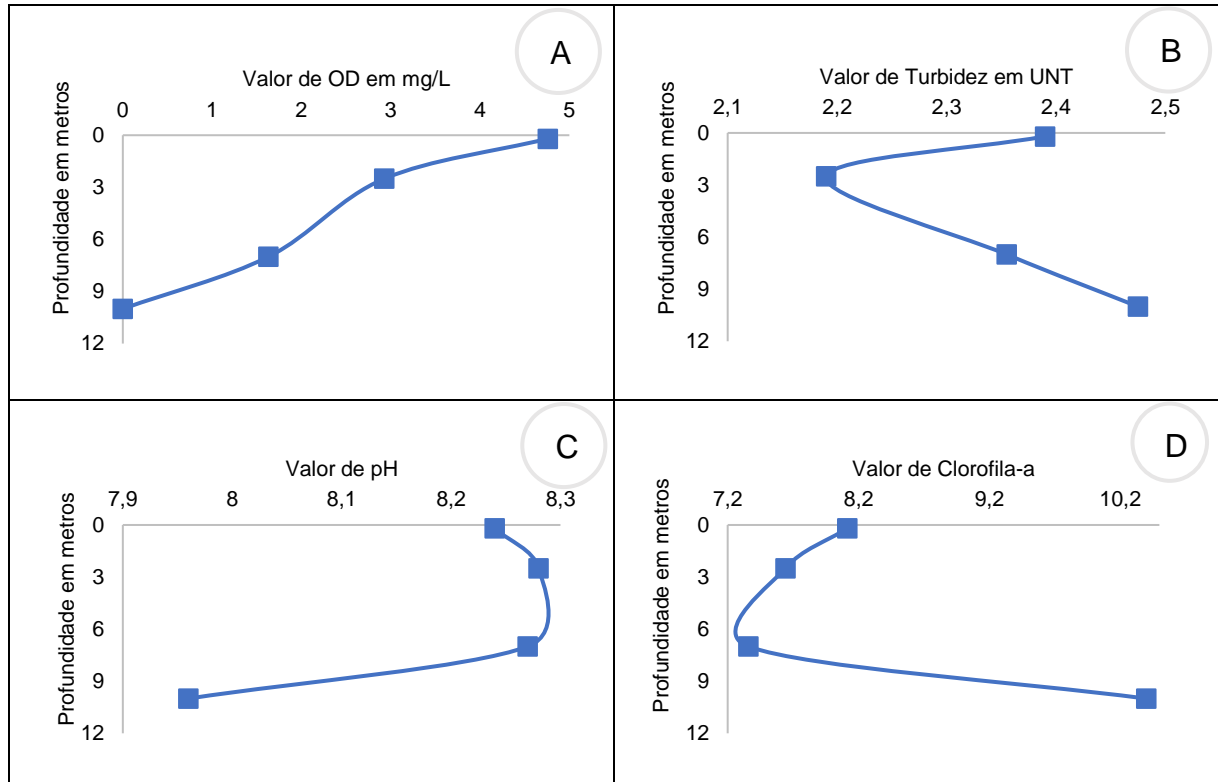 A
Valor de OD em mg/L
0 1 2 3 4 5
Profundidade em metros
0
3
6
9
12
B
Valor de Turbidez em UNT
2,1 2,2 2,3 2,4 2,5
Profundidade em metros
0
3
6
9
12
C
Valor de pH
7,9 8 8,1 8,2 8,3
Profundidade em metros
0
3
6
9
12
D
Valor de Clorofila-a
7,2 8,2 9,2 10,2
Profundidade em metros
0
3
6
9
12